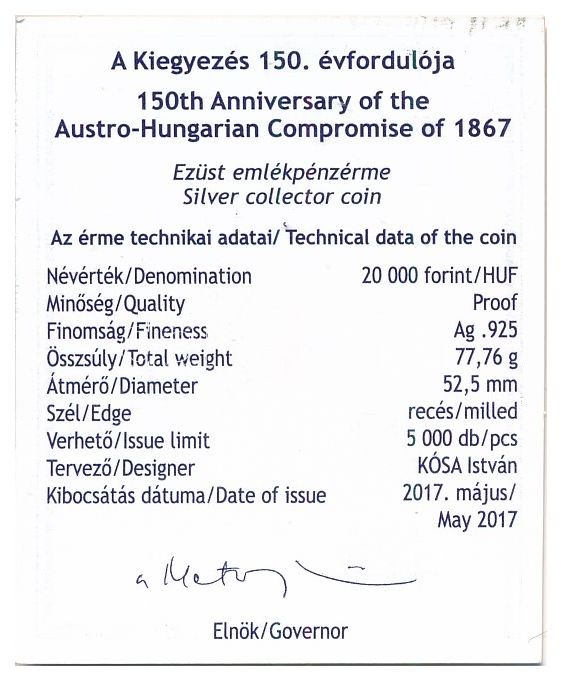 A Kiegyezés 150. évfordulója
150th Anniversary of the
Austro-Hungarian Compromise of 1867
Ezüst emlékpénzérme
Silver collector coin
Az érme technikai adatai/ Technical data of the coin
Névérték/Denomination 20 000 forint/HUF
Minőség/Quality Proof
Finomság/Fineness Ag .925
Összsúly/Total weight 77,76 g
Átmérő/Diameter 52,5 mm
Szél/Edge recés/milled
Verhető/Issue limit 5 000 db/pcs
Tervező/Designer KÓSA István
Kibocsátás dátuma/Date of issue 2017. május/
May 2017
Elnök/Governor